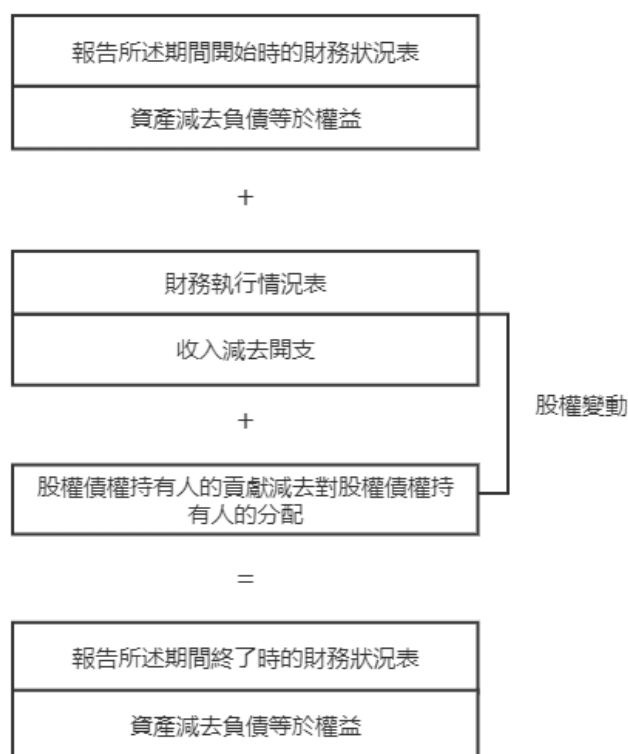 報告所述期間開始時的財務狀況表
資產減去負債等於權益
+
財務執行情況表
收入減去開支
股權變動
+
股權債權持有人的貢獻減去對股權債權持
有人的分配
=
報告所述期間終了時的財務狀況表
資產減去負債等於權益